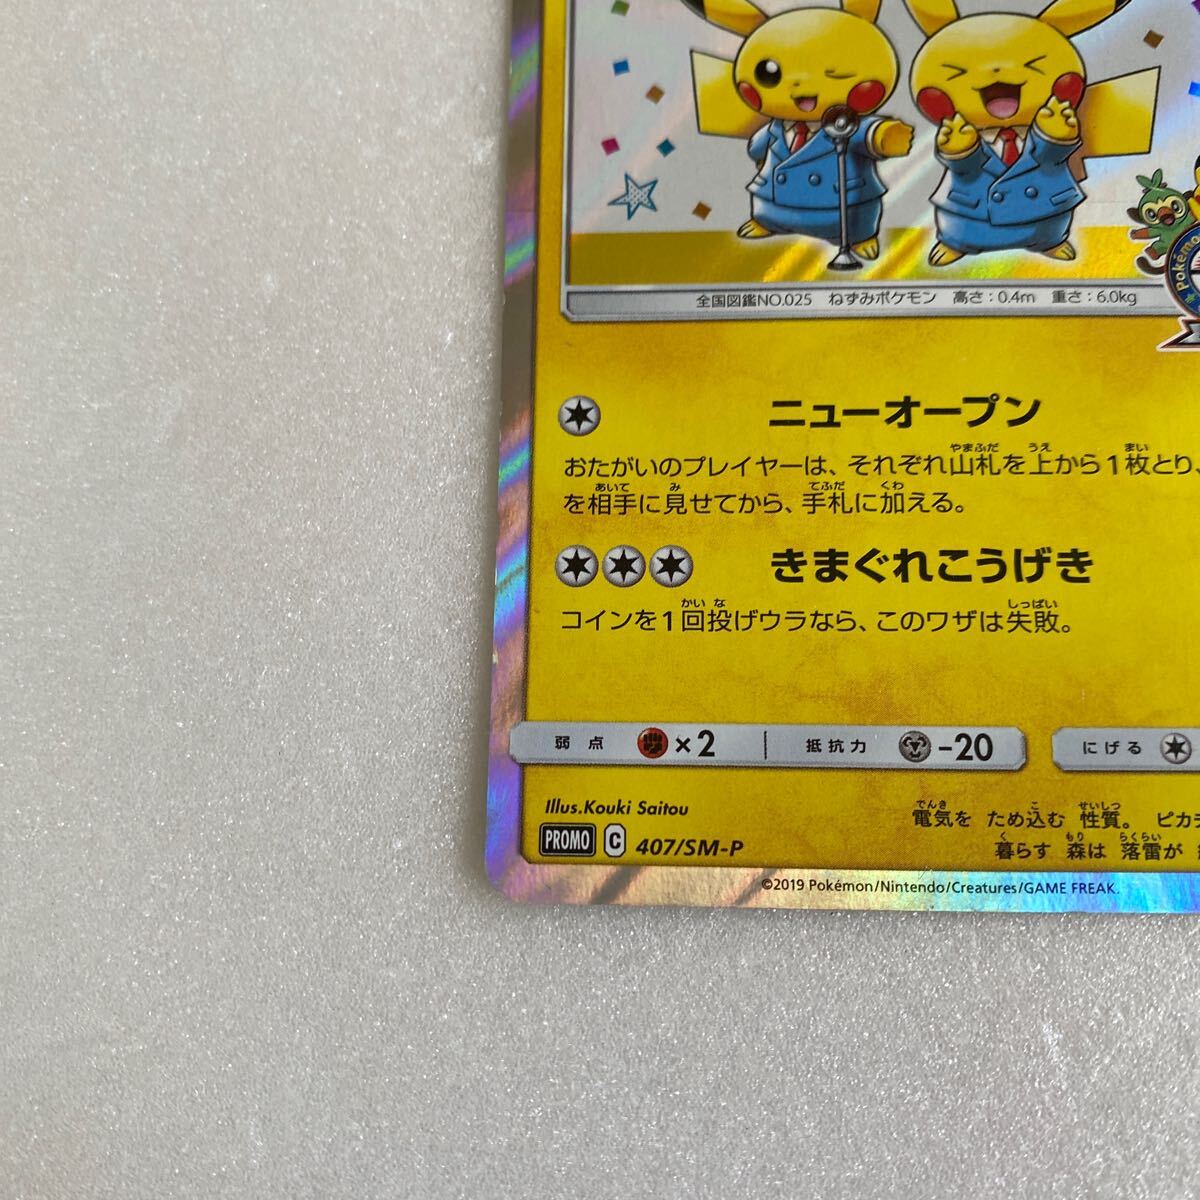 全国図鑑NO.025 ねずみポケモン 高さ:0.4m 重さ:6.0kg
Pokémo
ニューオープン
おたがいのプレイヤーは、それぞれ山札を上から1枚とり、
を相手に見せてから、手札に加える。
きまぐれこうげき
コインを1回投げウラなら、このワザは失敗。
弱点 ×2 抵抗力 -20 にげる
Illus.Kouki Saitou
電気を ため込む 性質。 ピカ
PROMO C 407/SM-P
暮らす 森は 落雷が
©2019 Pokémon/Nintendo/Creatures/GAME FREAK.